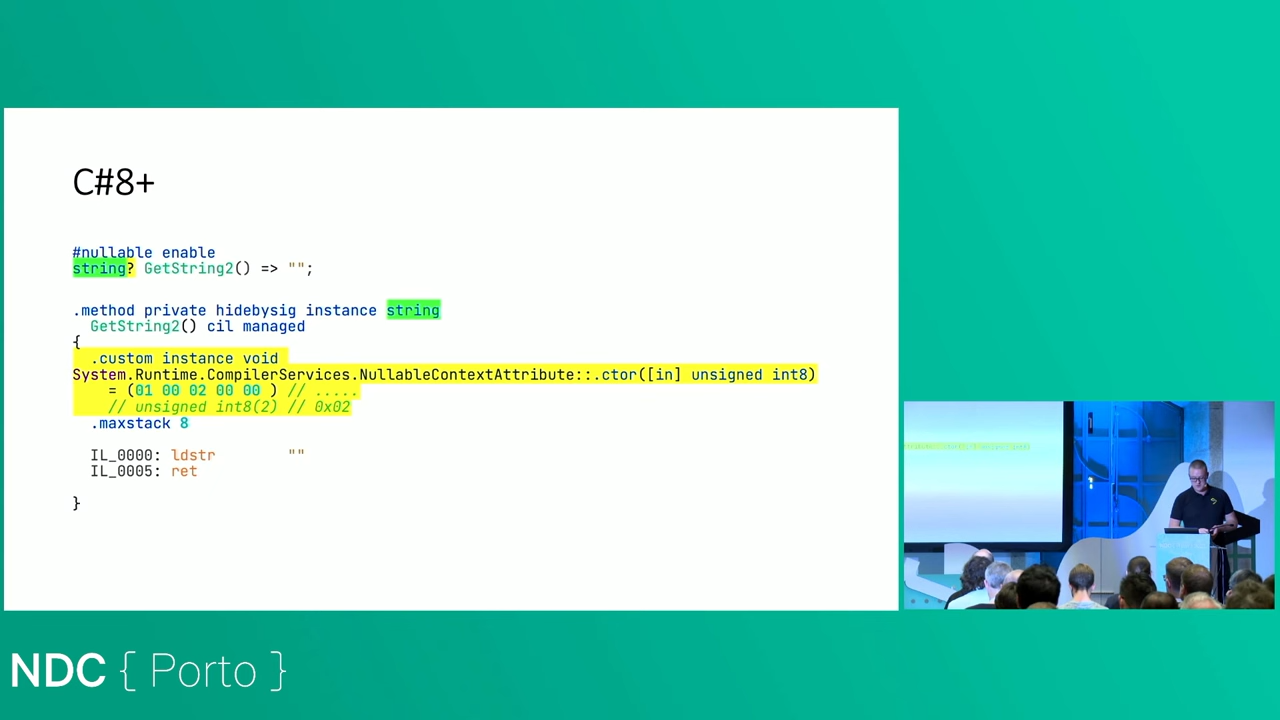 C#8+
#nullable enable
string? GetString2() => "";
.method private hidebysig instance string
GetString2() cil managed
{
.custom instance void
System.Runtime.CompilerServices.NullableContextAttribute::.ctor([in] unsigned int8)
= (01 00 02 00 00 ) // .....
// unsigned int8(2) // 0x02
.maxstack 8
IL_0000: ldstr ""
IL_0005: ret
}
NDC { Porto }